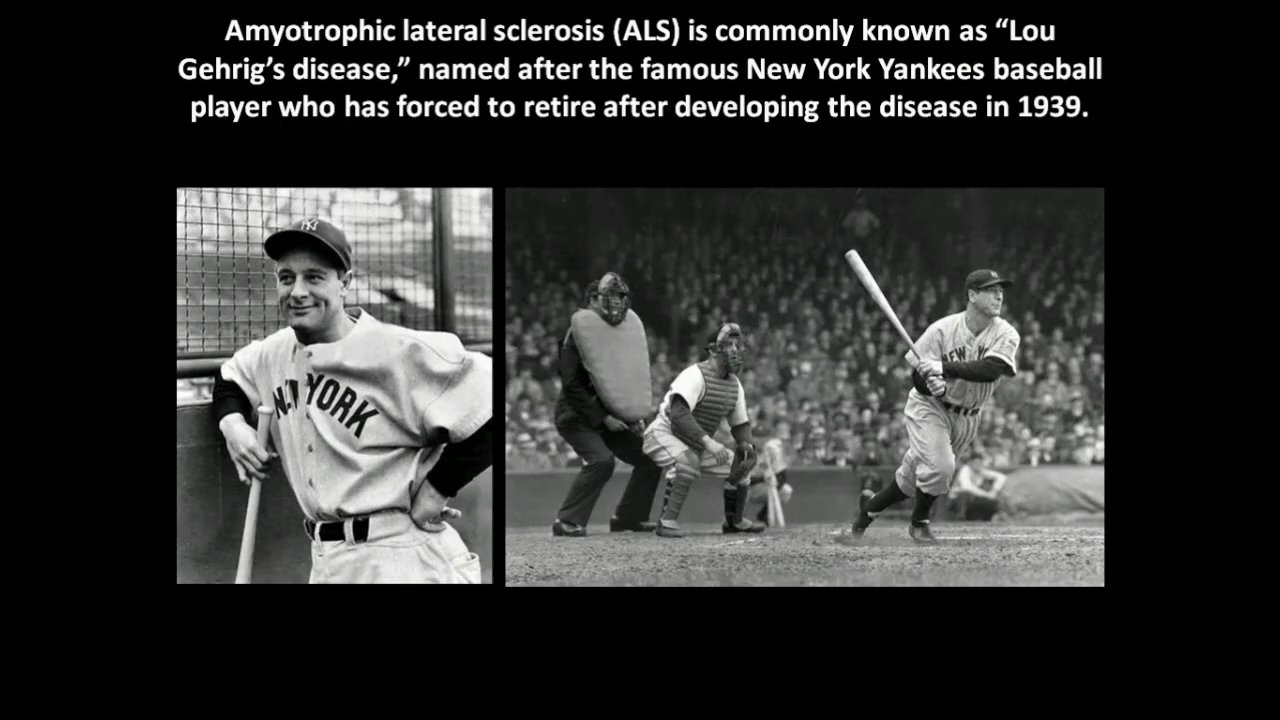 Amyotrophic lateral sclerosis (ALS) is commonly known as “Lou
Gehrig’s disease,” named after the famous New York Yankees baseball
player who has forced to retire after developing the disease in 1939.
NY
N. YORK
NEW Y